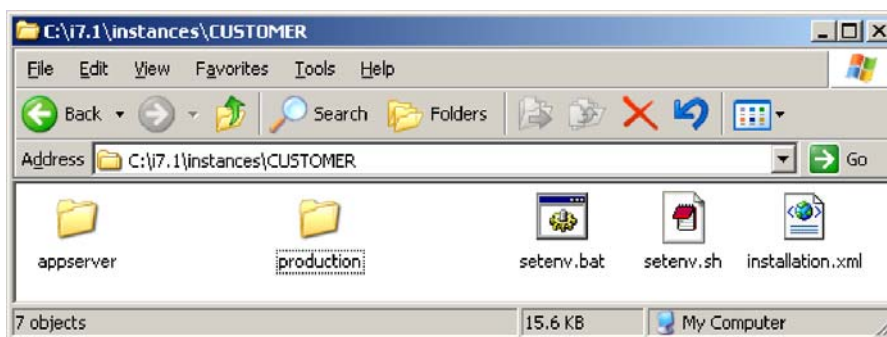 C:\i7.1\instances\CUSTOMER
File Edit View Favorites Tools Help
Back Search Folders
Address C:\i7.1\instances\CUSTOMER Go
appserver production setenv.bat setenv.sh installation.xml
7 objects 15.6 KB My Computer